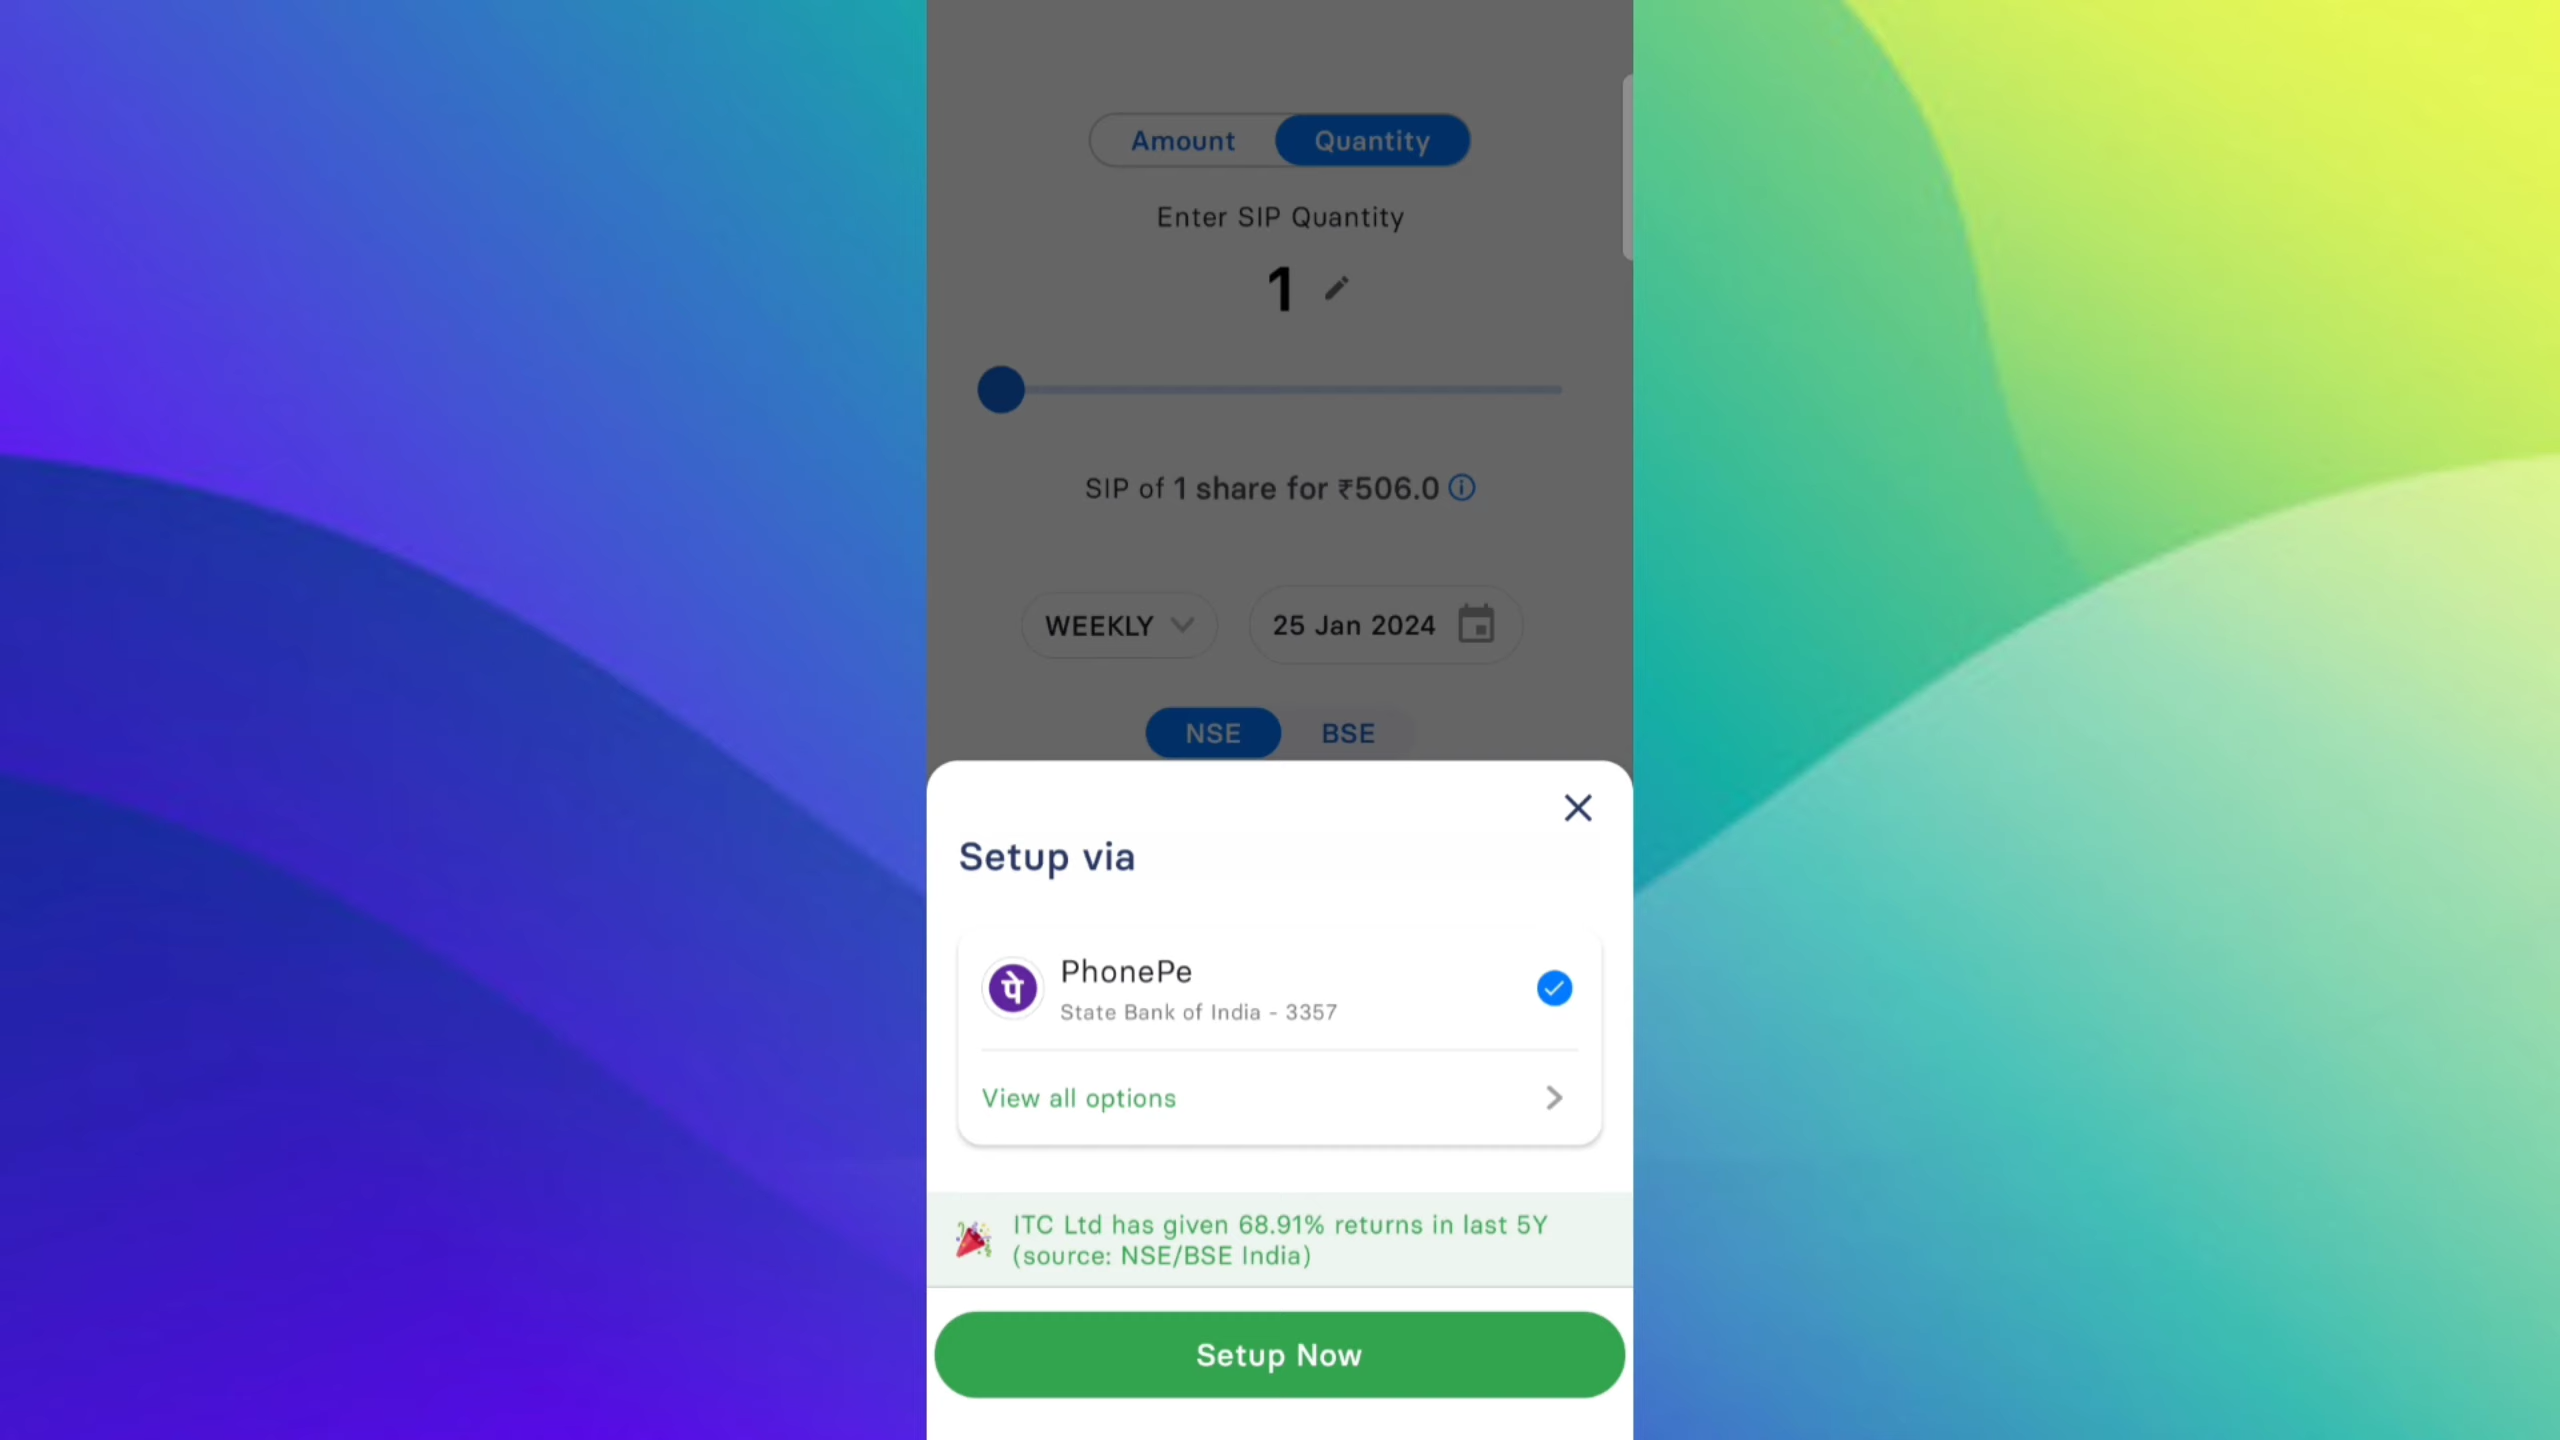 Amount Quantity
Enter SIP Quantity
1
SIP of 1 share for ₹506.0
WEEKLY 25 Jan 2024
NSE BSE
Setup via
पे PhonePe
State Bank of India - 3357
View all options
ITC Ltd has given 68.91% returns in last 5Y
(source: NSE/BSE India)
Setup Now